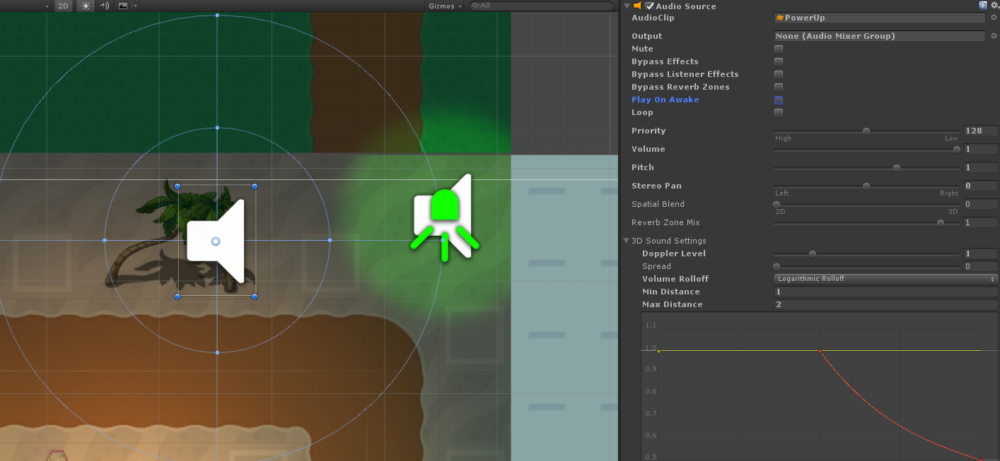 2D
Gizmos
All
Audio Source
AudioClip
PowerUp
Output
None (Audio Mixer Group)
Mute
Bypass Effects
Bypass Listener Effects
Bypass Reverb Zones
Play On Awake
Loop
Priority
128
High
Low
Volume
1
Pitch
1
Stereo Pan
0
Left
Right
Spatial Blend
0
2D
3D
Reverb Zone Mix
1
3D Sound Settings
Doppler Level
1
Spread
0
Volume Rolloff
Logarithmic Rolloff
Min Distance
1
Max Distance
2
1.1
1.0
0.9
0.8
0.7
0.6
0.5